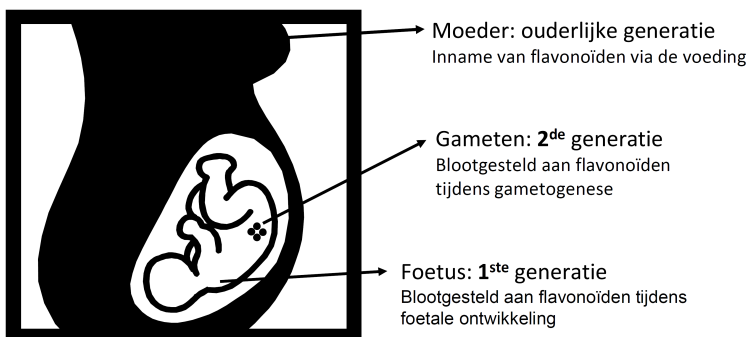 Moeder: ouderlijke generatie
Inname van flavonoïden via de voeding
Gameten: 2de generatie
Blootgesteld aan flavonoïden
tijdens gametogenese
Foetus: 1ste generatie
Blootgesteld aan flavonoïden tijdens
foetale ontwikkeling